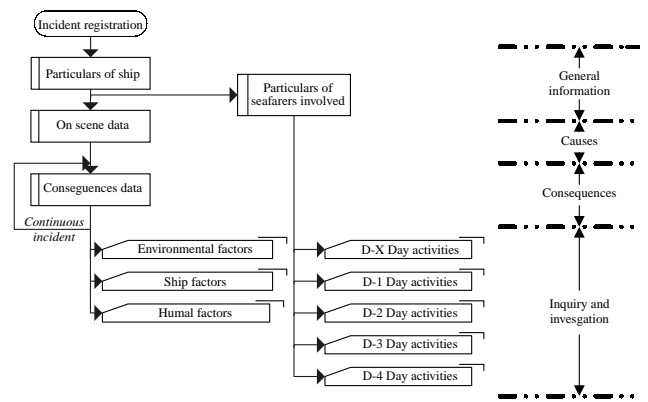 Incident registration
Particulars of ship
Particulars of
seafarers involved
On scene data
Conseguences data
Continuous
incident
Environmental factors
Ship factors
Humal factors
D-X Day activities
D-1 Day activities
D-2 Day activities
D-3 Day activities
D-4 Day activities
General
information
Causes
Consequences
Inquiry and
invesgation